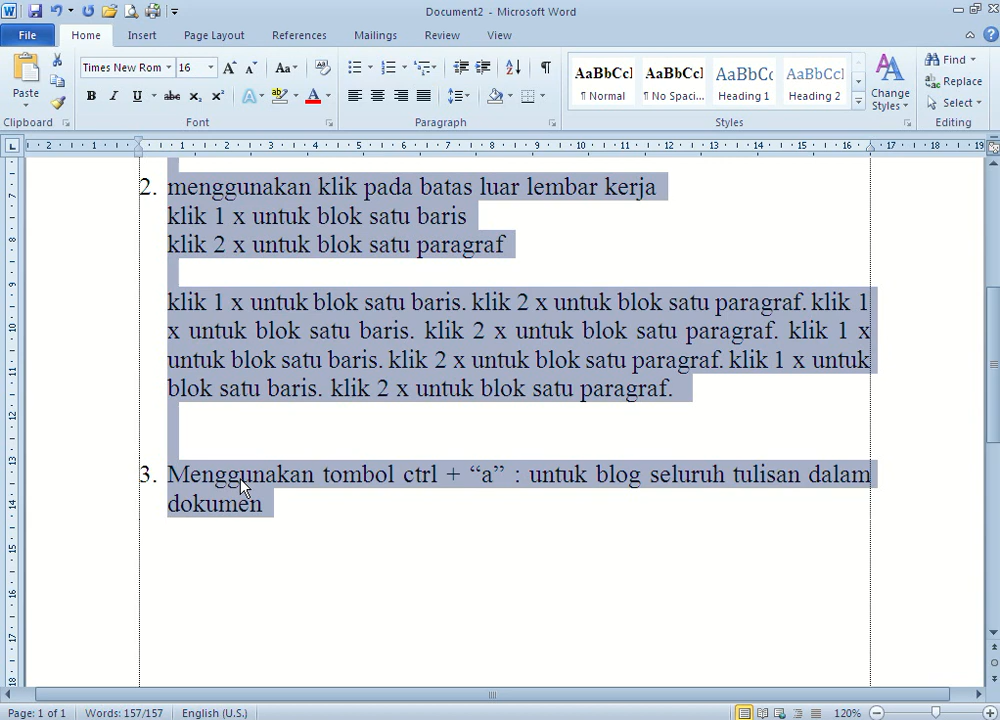 Document2 - Microsoft Word
File Home Insert Page Layout References Mailings Review View
Times New Rom 16
Paste
Clipboard
Font
Paragraph
AaBbCcI AaBbCcI AaBbCc AaBbCcI
¶ Normal ¶ No Spaci... Heading 1 Heading 2
Change Styles
Styles
Find
Replace
Select
Editing
2. menggunakan klik pada batas luar lembar kerja
klik 1 x untuk blok satu baris
klik 2 x untuk blok satu paragraf
klik 1 x untuk blok satu baris. klik 2 x untuk blok satu paragraf. klik 1
x untuk blok satu baris. klik 2 x untuk blok satu paragraf. klik 1 x
untuk blok satu baris. klik 2 x untuk blok satu paragraf. klik 1 x untuk
blok satu baris. klik 2 x untuk blok satu paragraf.
3. Menggunakan tombol ctrl + “a” : untuk blog seluruh tulisan dalam
dokumen
Page: 1 of 1 Words: 157/157 English (U.S.) 120%